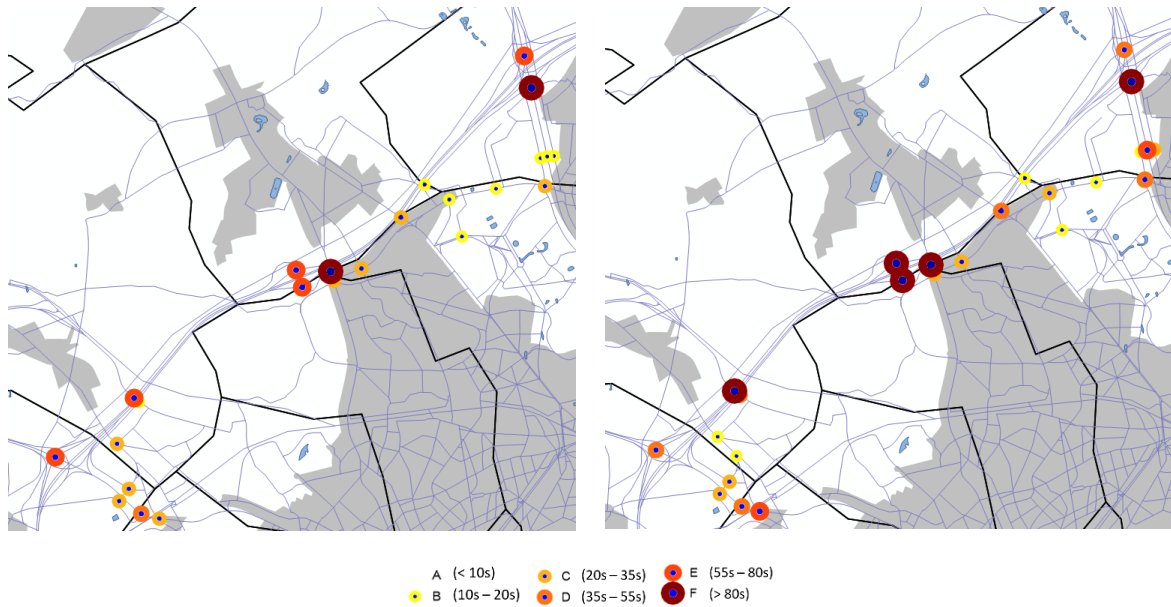 A (< 10s) C (20s – 35s) E (55s – 80s)
B (10s – 20s) D (35s – 55s) F (> 80s)